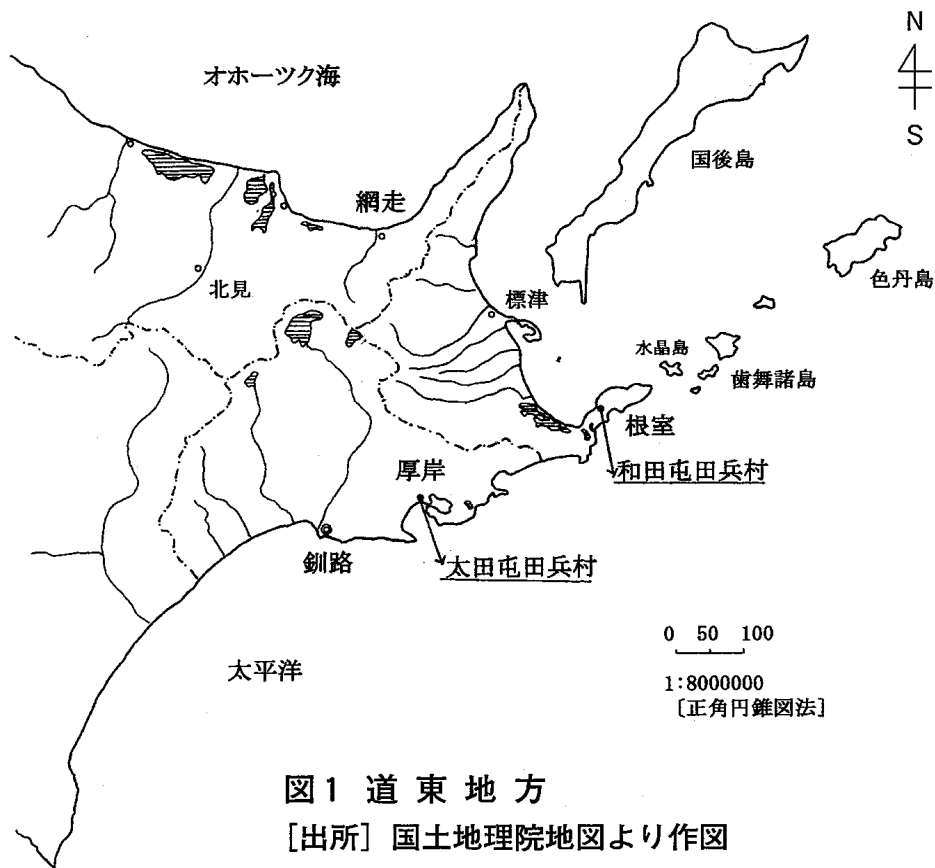 N
S
オホーツク海
国後島
網走
色丹島
北見
標津
水晶島
歯舞諸島
根室
和田屯田兵村
厚岸
太田屯田兵村
釧路
0 50 100
1:8000000
[正角円錐図法]
太平洋
図1 道東地方
[出所] 国土地理院地図より作図